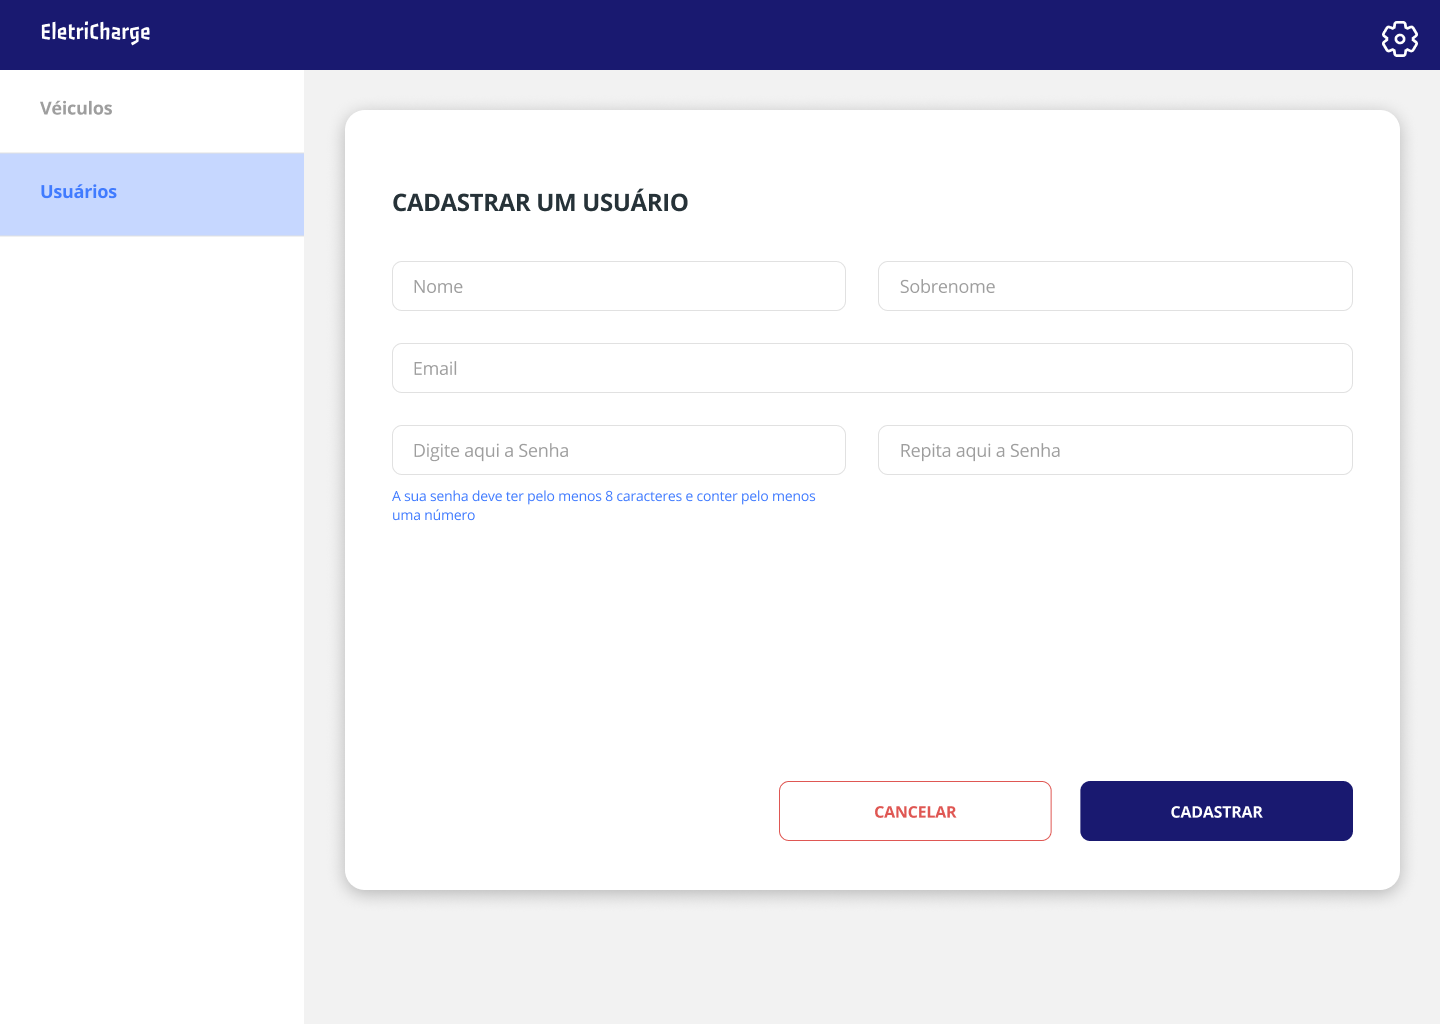 EletriCharge
Véiculos
Usuários
CADASTRAR UM USUÁRIO
Nome
Sobrenome
Email
Digite aqui a Senha
Repita aqui a Senha
A sua senha deve ter pelo menos 8 caracteres e conter pelo menos
uma número
CANCELAR
CADASTRAR